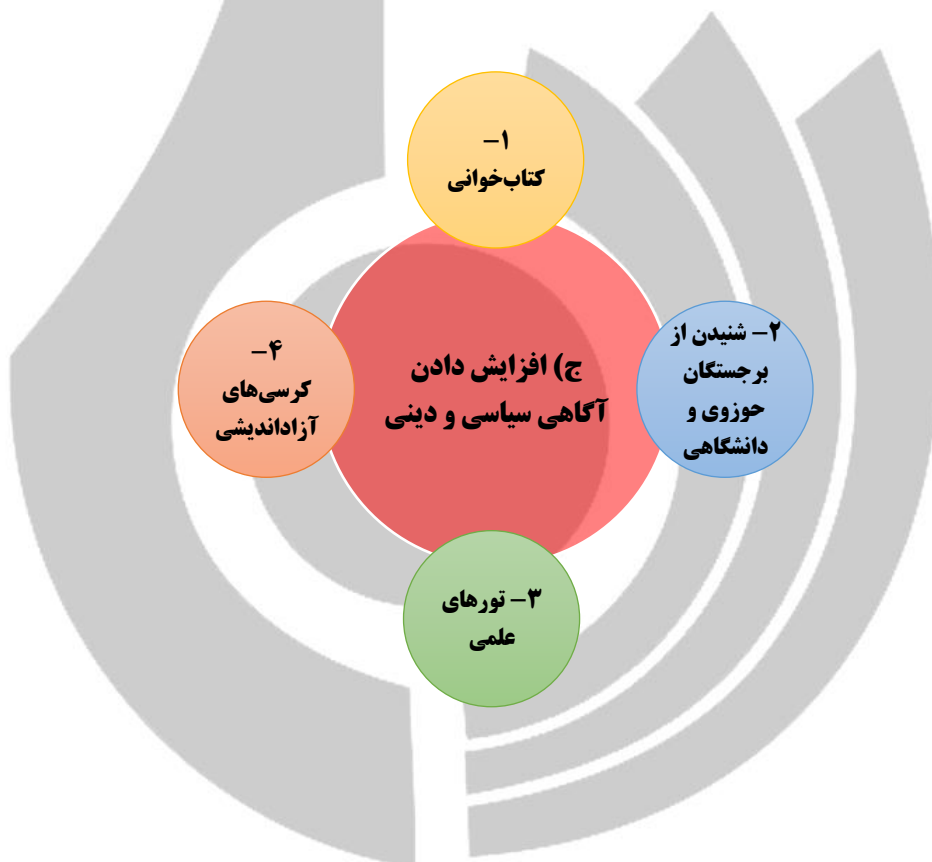 ۱-
کتاب‌خوانی
ج) افزایش دادن
آگاهی سیاسی و دینی
۲- شنیدن از
برجستگان
حوزوی و
دانشگاهی
۳- تورهای
علمی
۴-
کرسی‌های
آزاداندیشی